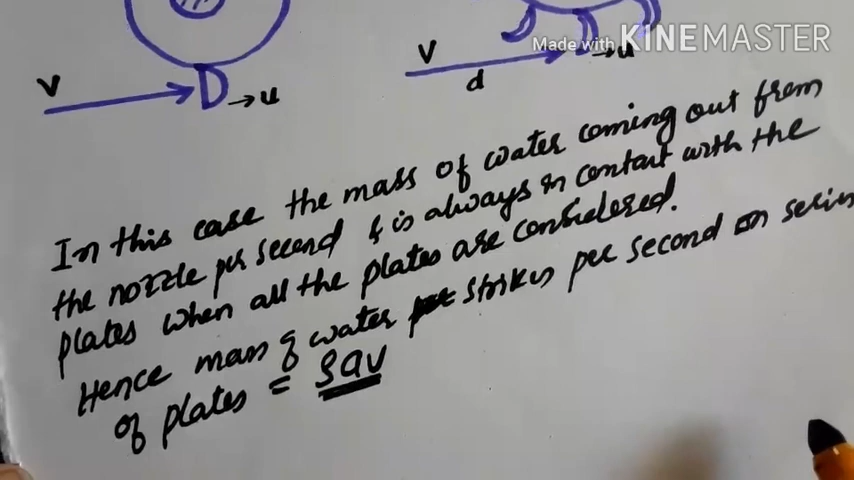 Made with KINEMASTER
V
D → u
V
d
→ u
In this case the mass of water coming out from
the nozzle per second & is always in contact with the
plates when all the plates are considered.
Hence mass of water strikes per second on series
of plates = ρav